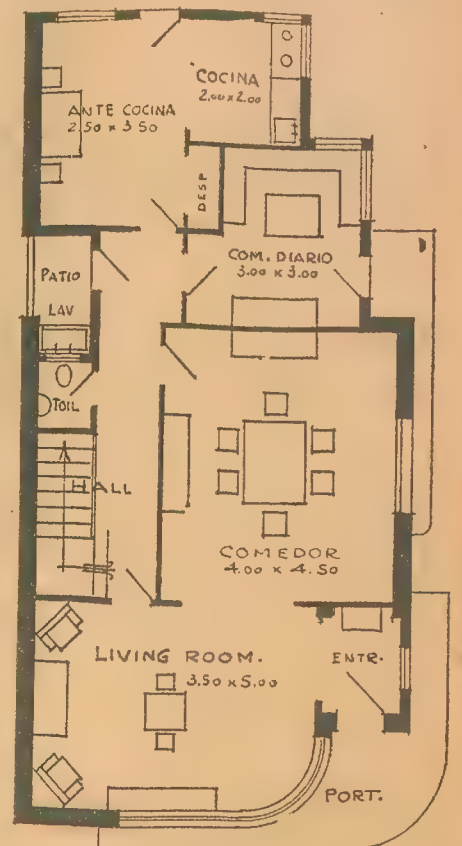 COCINA
2.00 x 2.00
ANTE COCINA
2.50 x 3.50
DESP
COM. DIARIO
3.00 x 3.00
PATIO
LAV
TOIL
HALL
COMEDOR
4.00 x 4.50
LIVING ROOM.
3.50 x 5.00
ENTR.
PORT.